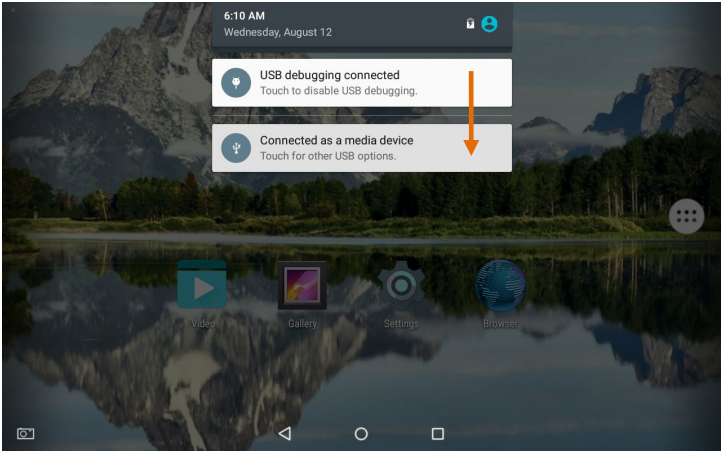 6:10 AM
Wednesday, August 12
USB debugging connected
Touch to disable USB debugging.
Connected as a media device
Touch for other USB options.
Video
Gallery
Settings
Browser